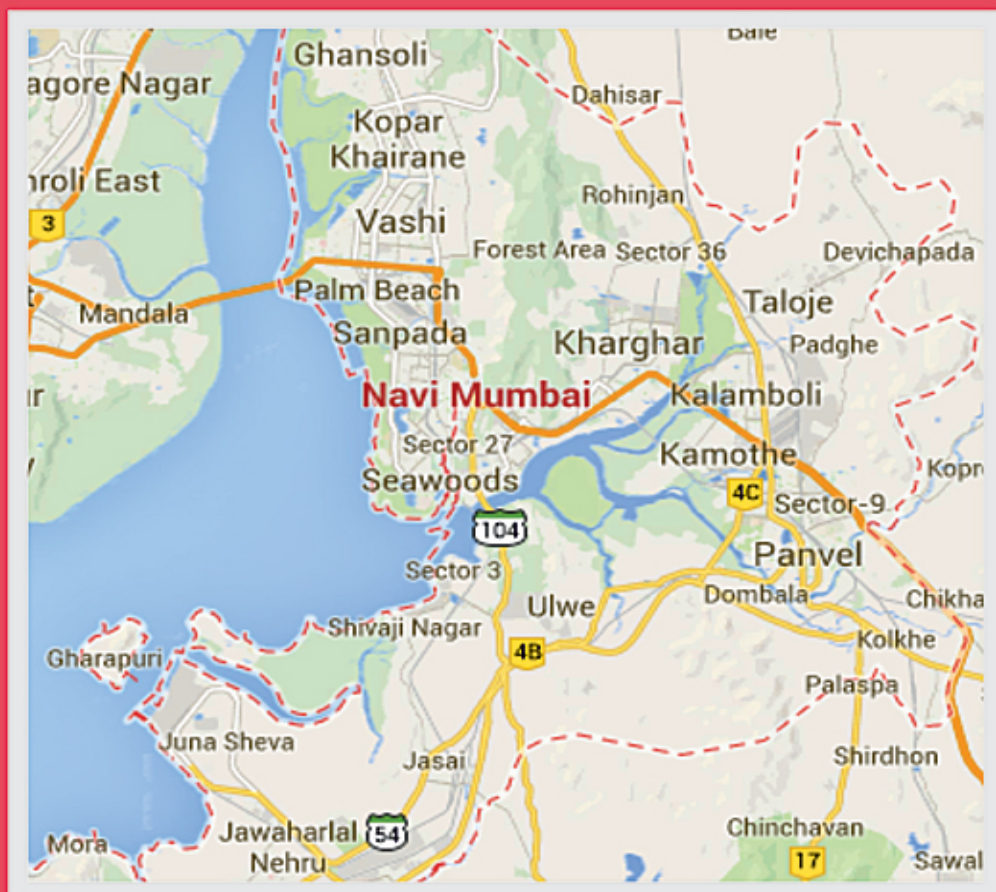 Bale
Ghansoli
agore Nagar
Dahisar
Kopar
Khairane
nroli East
Rohinjan
3
Vashi
Forest Area
Sector 36
Devichapada
Palm Beach
Mandala
Taloje
Sanpada
Kharghar
Padghe
Navi Mumbai
Kalamboli
Sector 27
Kamothe
Kopr
Seawoods
4C
Sector-9
104
Panvel
Sector 3
Dombala
Chikha
Ulwe
Shivaji Nagar
Kolkhe
4B
Gharapuri
Palaspa
Juna Sheva
Shirdhon
Jasai
Jawaharlal
Nehru
54
Chinchavan
Mora
17
Sawal